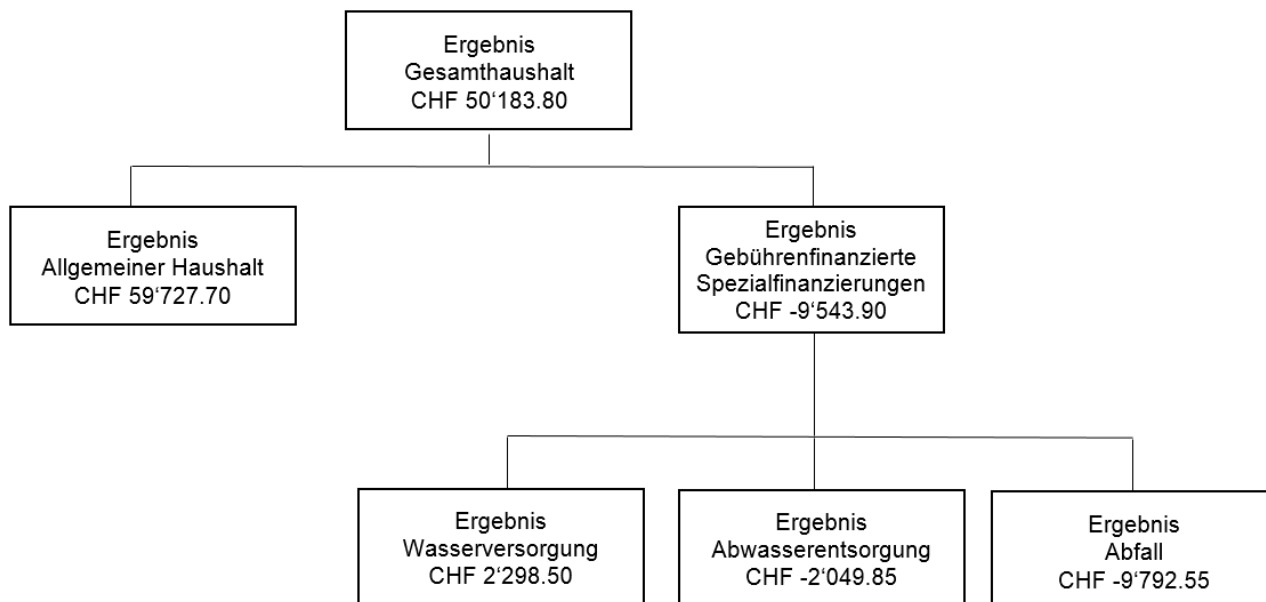 Ergebnis
Gesamthaushalt
CHF 50‘183.80
Ergebnis
Allgemeiner Haushalt
CHF 59‘727.70
Ergebnis
Gebührenfinanzierte
Spezialfinanzierungen
CHF -9‘543.90
Ergebnis
Wasserversorgung
CHF 2‘298.50
Ergebnis
Abwasserentsorgung
CHF -2‘049.85
Ergebnis
Abfall
CHF -9‘792.55